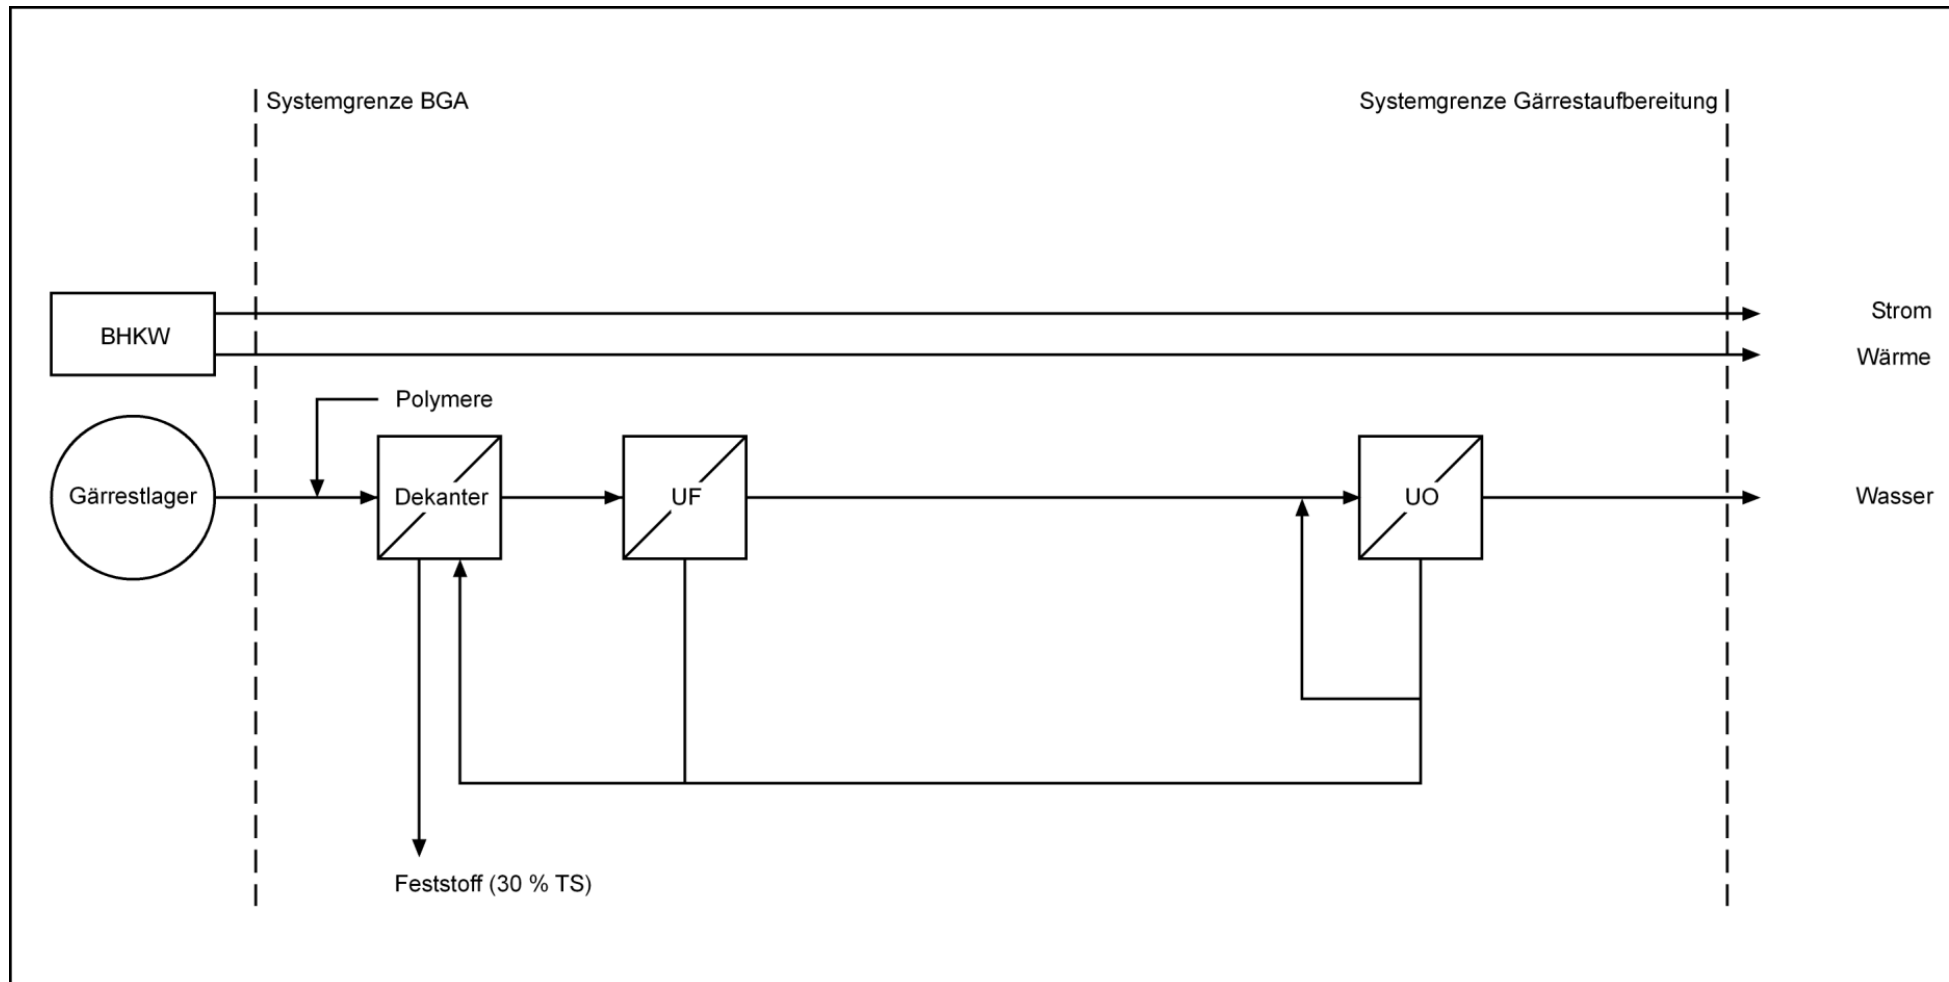 Systemgrenze BGA
Systemgrenze Gärrestaufbereitung
BHKW
Strom
Wärme
Polymere
Gärrestlager
Dekanter
UF
UO
Wasser
Feststoff (30 % TS)